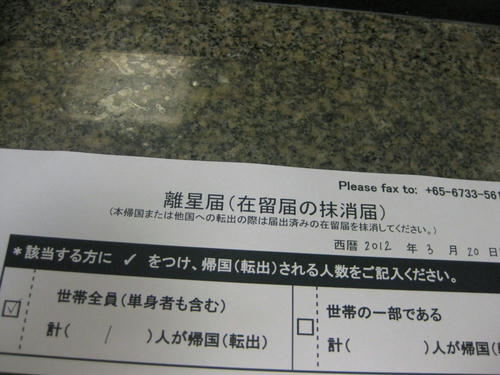 Please fax to: +65-6733-561
離星届(在留届の抹消届)
(本帰国または他国への転出の際は届出済みの在留届を抹消してください。)
西暦 2012 年 3 月 20 日
*該当する方に ✓ をつけ、帰国(転出)される人数をご記入ください。
☑ 世帯全員(単身者も含む)
計( 1 )人が帰国(転出)
☐ 世帯の一部である
計( )人が帰国(